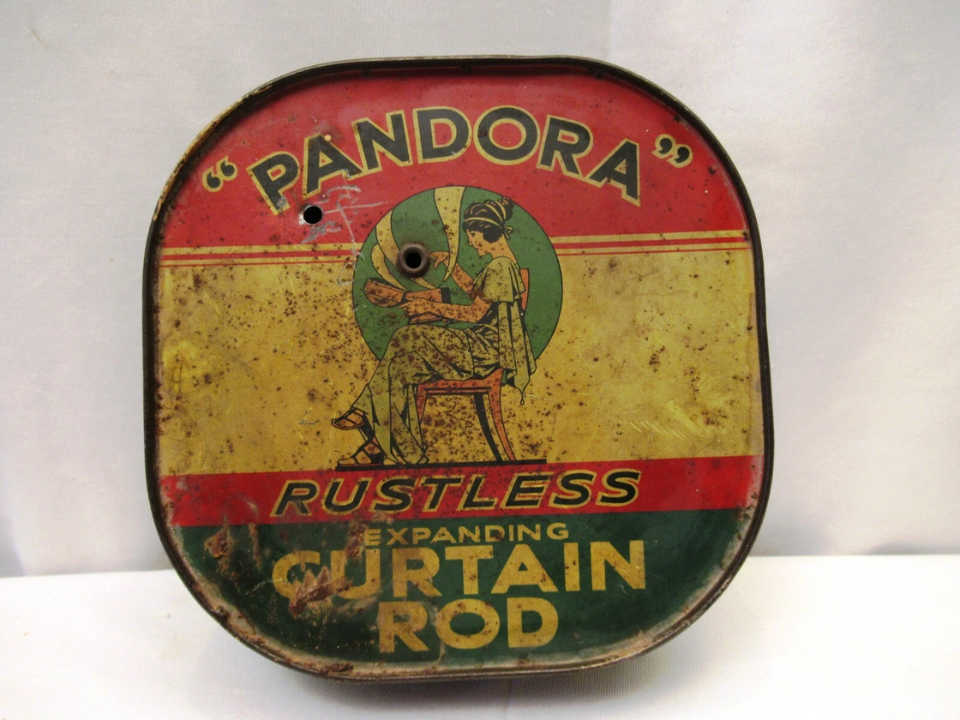 “PANDORA”
RUSTLESS
EXPANDING
CURTAIN
ROD